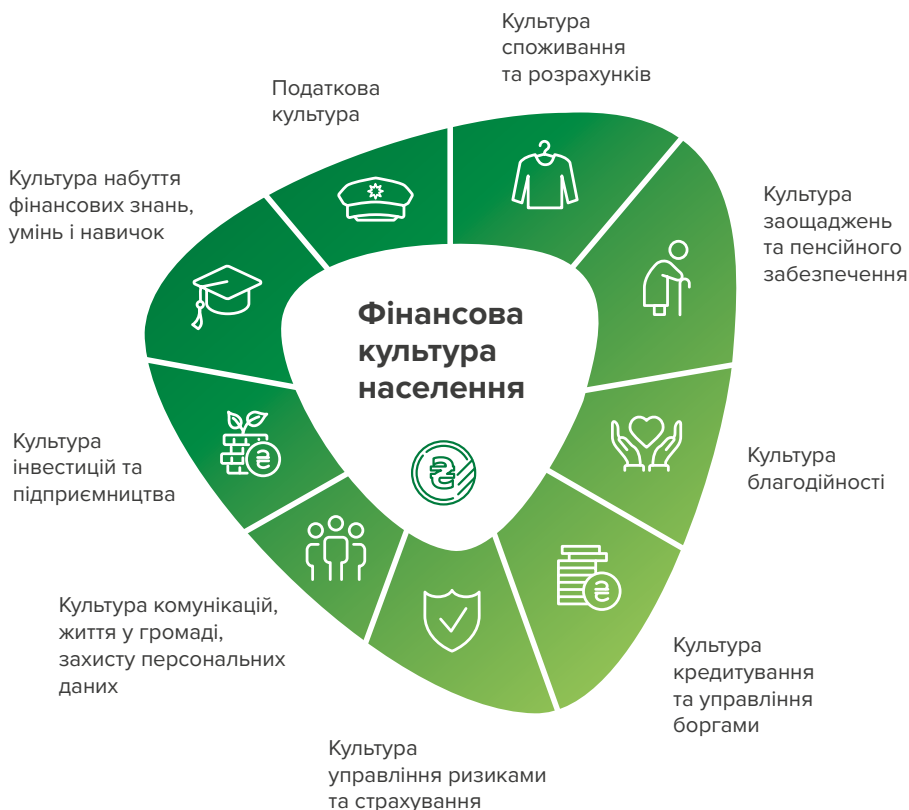 Культура
споживання
та розрахунків
Податкова
культура
Культура набуття
фінансових знань,
умінь і навичок
Культура
заощаджень
та пенсійного
забезпечення
Фінансова
культура
населення
₴
Культура
інвестицій та
підприємництва
₴
Культура
благодійності
₴
Культура комунікацій,
життя у громаді,
захисту персональних
даних
Культура
кредитування
та управління
боргами
Культура
управління ризиками
та страхування